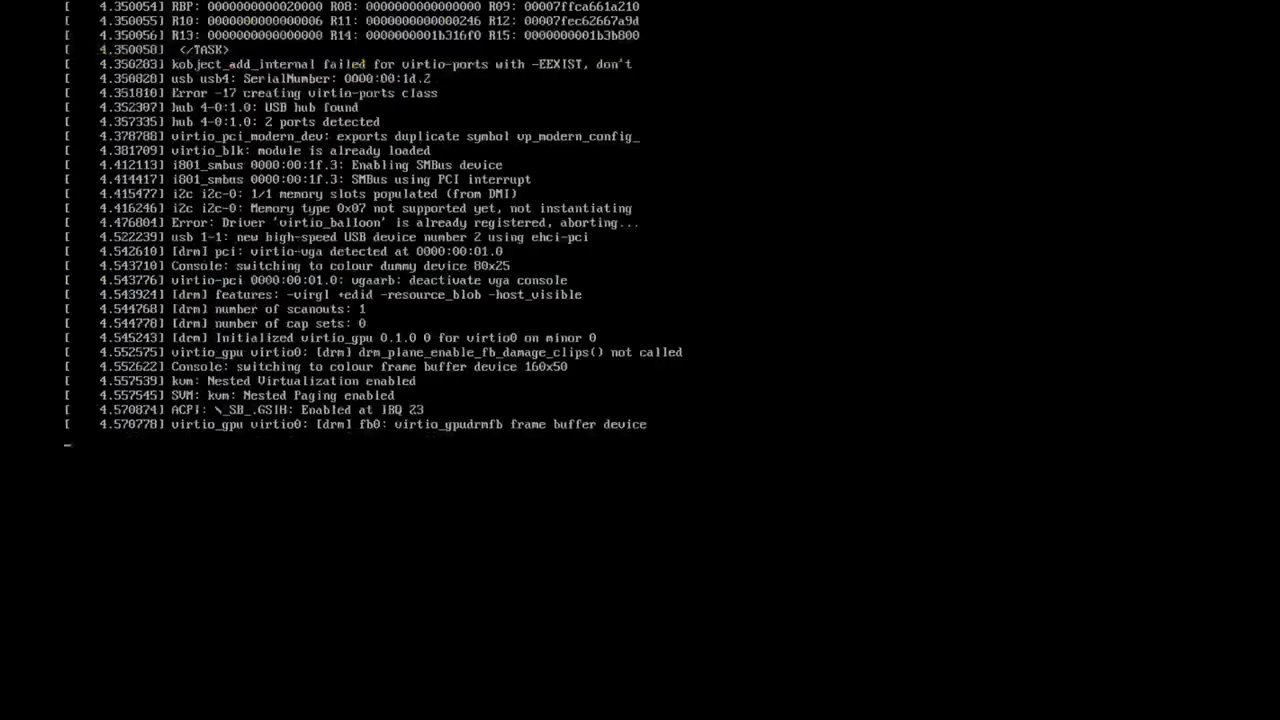 [    4.350054] RBP: 0000000000020000 R08: 0000000000000000 R09: 00007ffca661a210
[    4.350055] R10: 0000000000000006 R11: 0000000000000246 R12: 00007fec62667a9d
[    4.350056] R13: 0000000000000000 R14: 000000001b316f0 R15: 000000001b3b800
[    4.350058]  </TASK>
[    4.350203] kobject_add_internal failed for virtio-ports with -EEXIST, don't
[    4.350828] usb usb4: SerialNumber: 0000:00:1d.2
[    4.351810] Error -17 creating virtio-ports class
[    4.352307] hub 4-0:1.0: USB hub found
[    4.357335] hub 4-0:1.0: 2 ports detected
[    4.378788] virtio_pci_modern_dev: exports duplicate symbol vp_modern_config_
[    4.381709] virtio_blk: module is already loaded
[    4.412113] i801_smbus 0000:00:1f.3: Enabling SMBus device
[    4.414417] i801_smbus 0000:00:1f.3: SMBus using PCI interrupt
[    4.415477] i2c i2c-0: 1/1 memory slots populated (from DMI)
[    4.416246] i2c i2c-0: Memory type 0x07 not supported yet, not instantiating
[    4.476804] Error: Driver 'virtio_balloon' is already registered, aborting...
[    4.522239] usb 1-1: new high-speed USB device number 2 using ehci-pci
[    4.542610] [drm] pci: virtio-vga detected at 0000:00:01.0
[    4.543710] Console: switching to colour dummy device 80x25
[    4.543776] virtio-pci 0000:00:01.0: vgaarb: deactivate vga console
[    4.543924] [drm] features: -virgl +edid -resource_blob -host_visible
[    4.544768] [drm] number of scanouts: 1
[    4.544778] [drm] number of cap sets: 0
[    4.545243] [drm] Initialized virtio_gpu 0.1.0 0 for virtio0 on minor 0
[    4.552575] virtio_gpu virtio0: [drm] drm_plane_enable_fb_damage_clips() not called
[    4.552622] Console: switching to colour frame buffer device 160x50
[    4.557539] kvm: Nested Virtualization enabled
[    4.557545] SVM: kvm: Nested Paging enabled
[    4.570874] ACPI: \_SB_.GSIH: Enabled at IRQ 23
[    4.570778] virtio_gpu virtio0: [drm] fb0: virtio_gpudrmfb frame buffer device